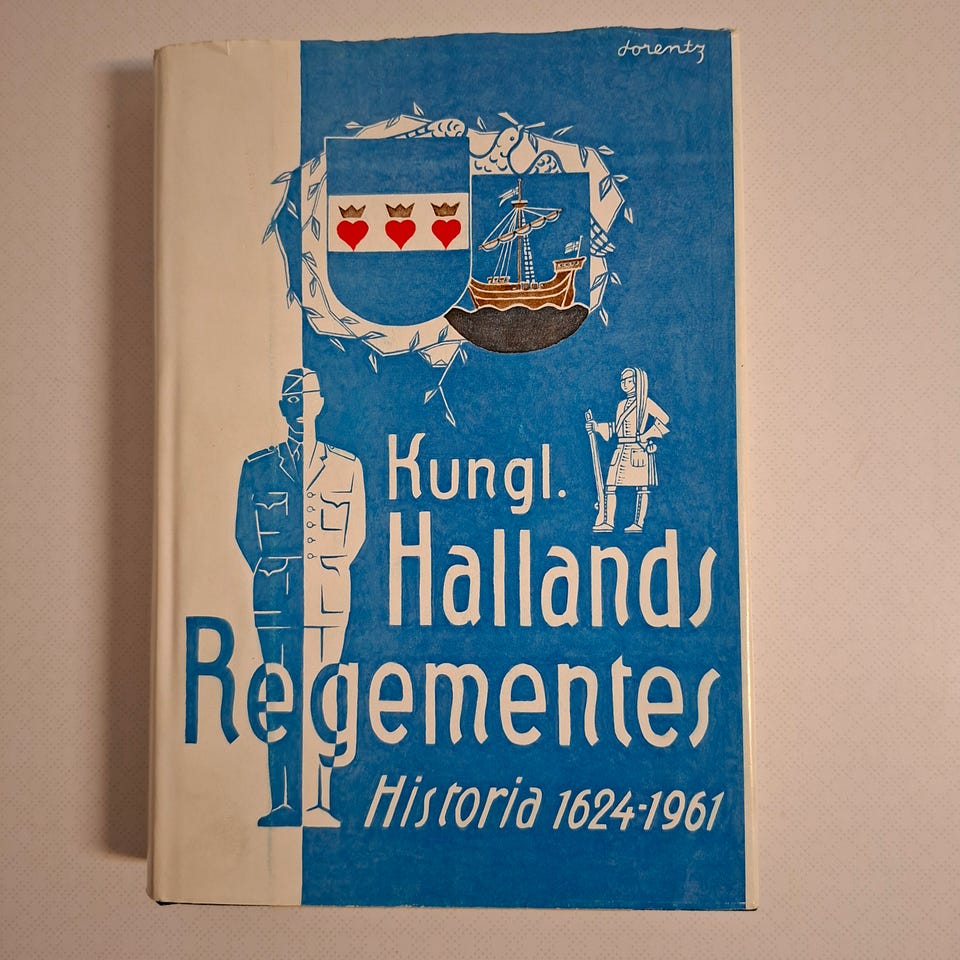 Lorentz
Kungl.
Hallands
Regementes
Historia 1624-1961